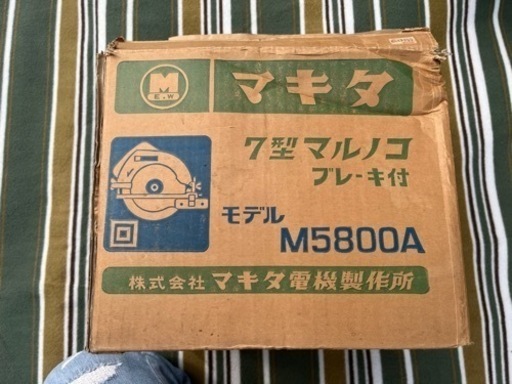 M
E.W
マキタ
7型マルノコ
ブレーキ付
モデル
M5800A
株式会社 マキタ電機製作所